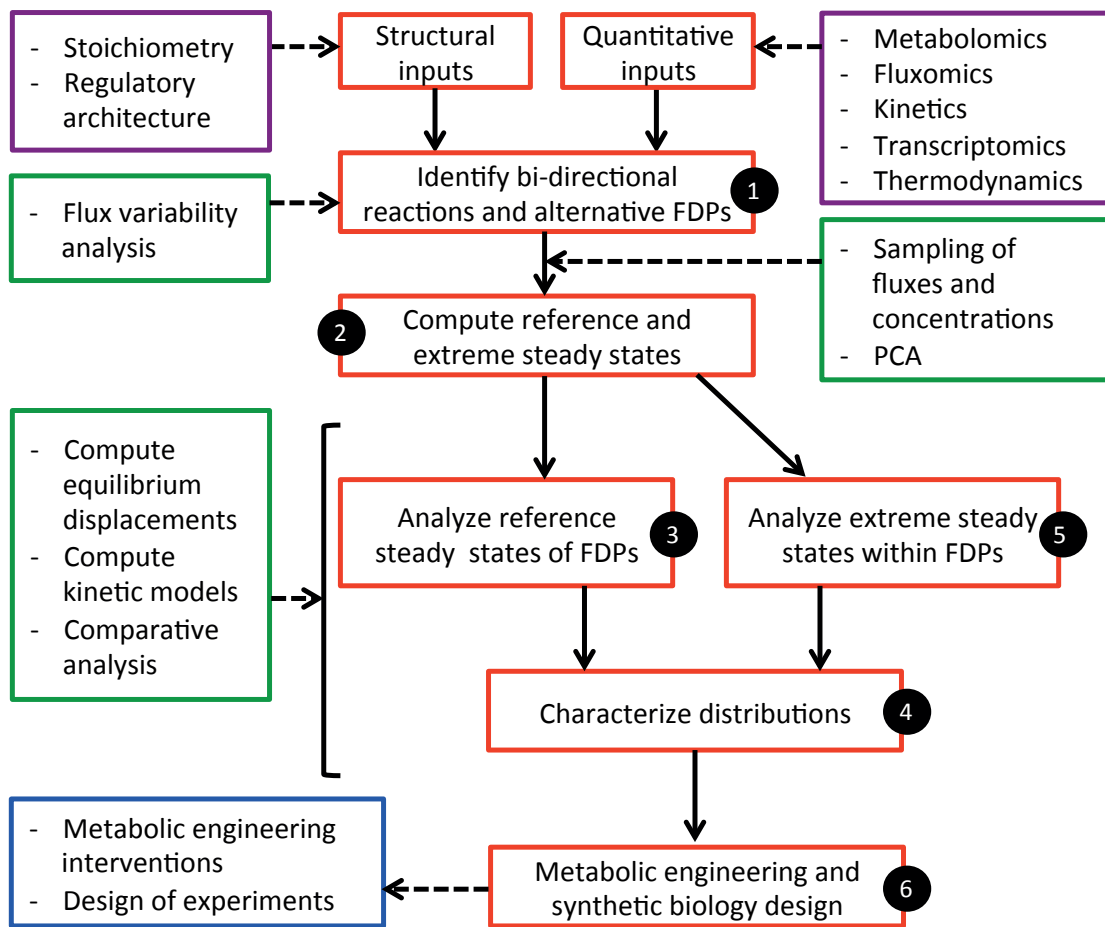 - Stoichiometry
- Regulatory
architecture
Structural
inputs
Quantitative
inputs
- Metabolomics
- Fluxomics
- Kinetics
- Transcriptomics
- Thermodynamics
- Flux variability
analysis
Identify bi-directional
reactions and alternative FDPs
1
- Sampling of
fluxes and
concentrations
- PCA
2
Compute reference and
extreme steady states
- Compute
equilibrium
displacements
- Compute
kinetic models
- Comparative
analysis
Analyze reference
steady states of FDPs
3
Analyze extreme steady
states within FDPs
5
Characterize distributions
4
- Metabolic engineering
interventions
- Design of experiments
Metabolic engineering and
synthetic biology design
6